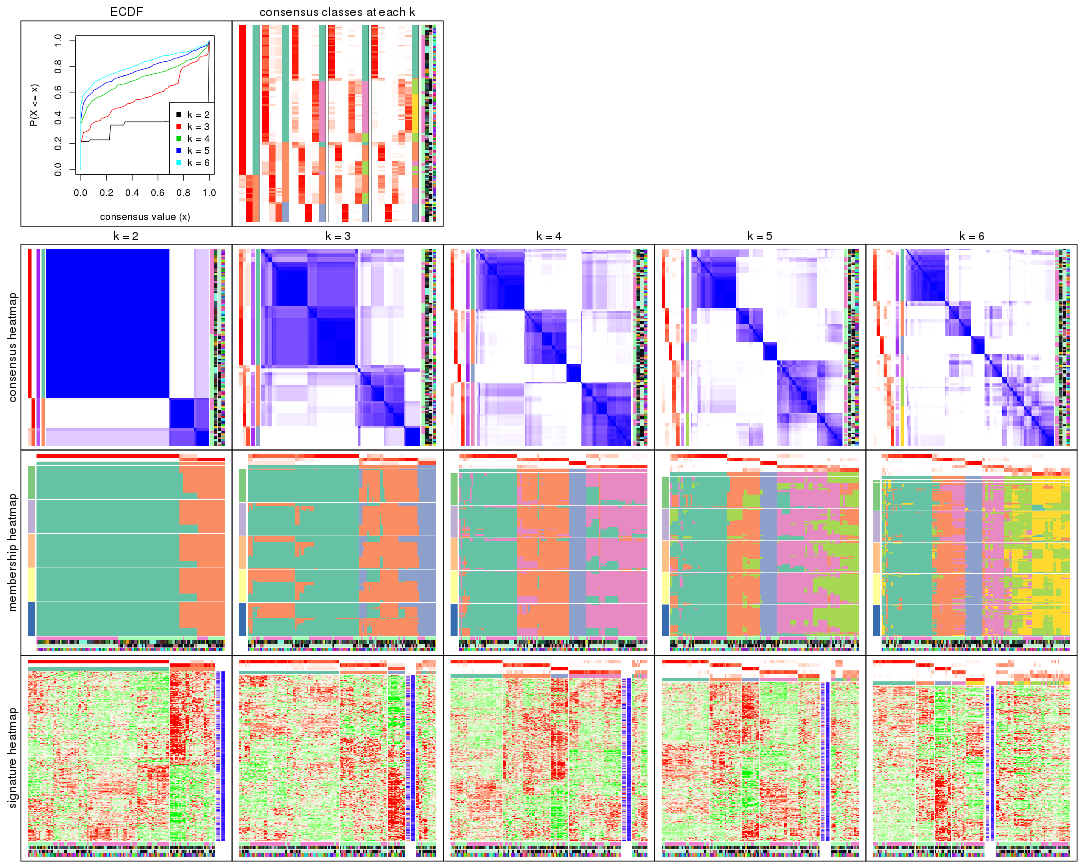 ECDF
consensus classes at each k
P(X <= x)
0.0 0.2 0.4 0.6 0.8 1.0
k = 2
k = 3
k = 4
k = 5
k = 6
0.0 0.2 0.4 0.6 0.8 1.0
consensus value (x)
k = 2
k = 3
k = 4
k = 5
k = 6
consensus heatmap
membership heatmap
signature heatmap